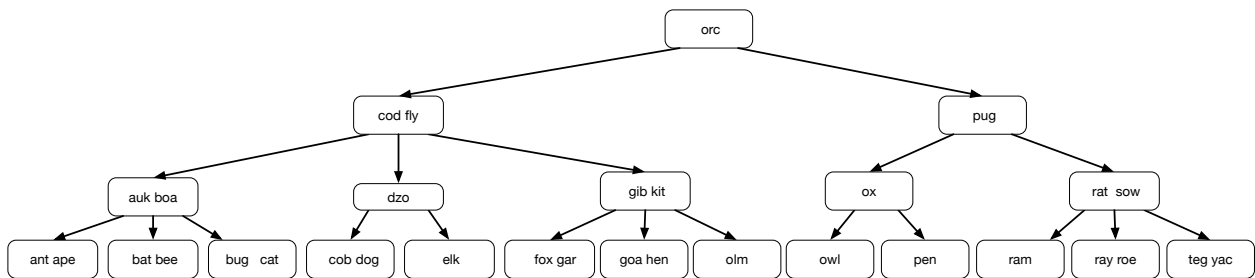 orc
cod fly
pug
auk boa
dzo
gib kit
ox
rat sow
ant ape
bat bee
bug cat
cob dog
elk
fox gar
goa hen
olm
owl
pen
ram
ray roe
teg yac